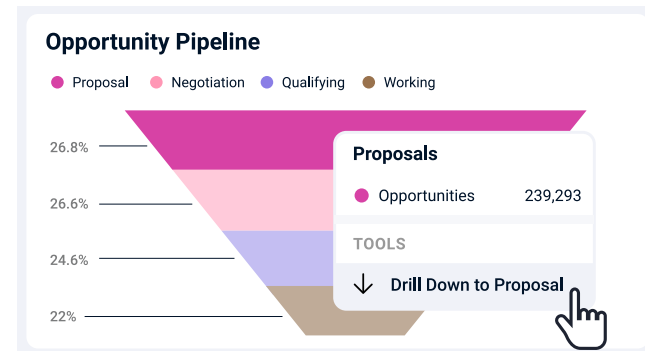 Opportunity Pipeline
Proposal Negotiation Qualifying Working
26.8%
Proposals
Opportunities 239,293
26.6%
TOOLS
24.6%
Drill Down to Proposal
22%